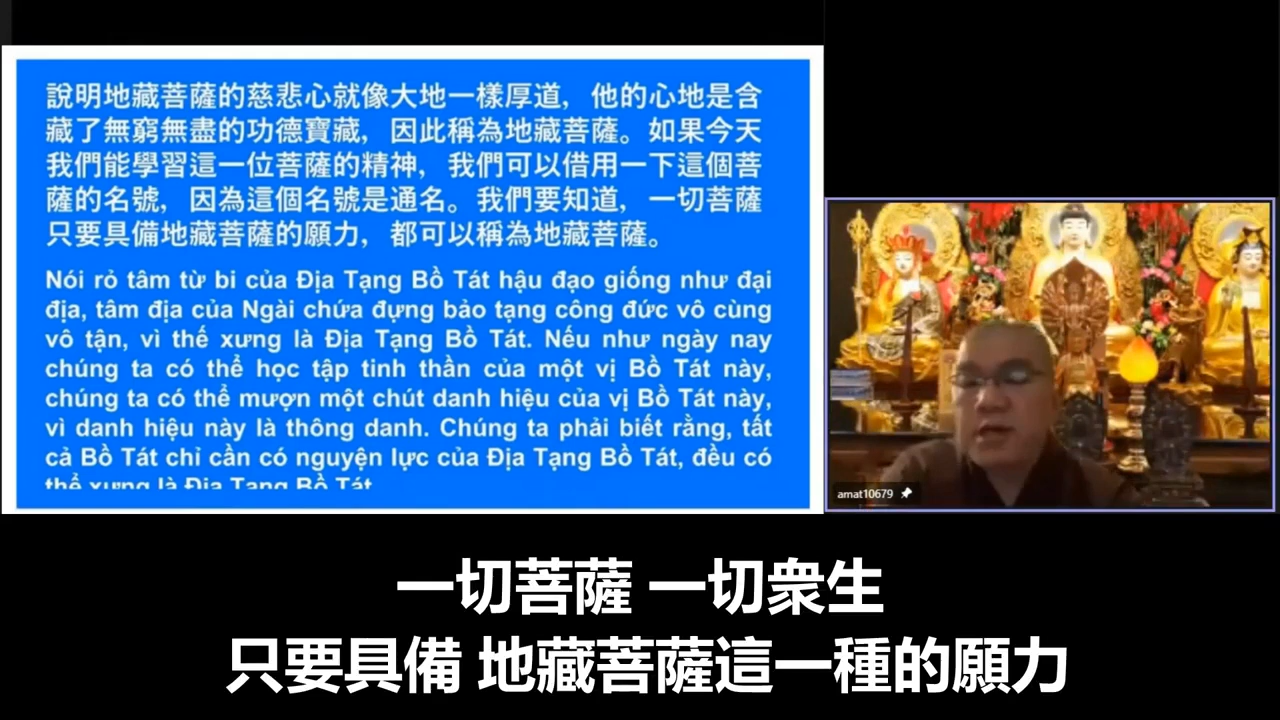 說明地藏菩薩的慈悲心就像大地一樣厚道，他的心地是含
藏了無窮無盡的功德寶藏，因此稱為地藏菩薩。如果今天
我們能學習這一位菩薩的精神，我們可以借用一下這個菩
薩的名號，因為這個名號是通名。我們要知道，一切菩薩
只要具備地藏菩薩的願力，都可以稱為地藏菩薩。
Nói rỏ tâm từ bi của Địa Tạng Bồ Tát hậu đạo giống như đại
địa, tâm địa của Ngài chứa đựng bảo tạng công đức vô cùng
vô tận, vì thế xưng là Địa Tạng Bồ Tát. Nếu như ngày nay
chúng ta có thể học tập tinh thần của một vị Bồ Tát này,
chúng ta có thể mượn một chút danh hiệu của vị Bồ Tát này,
vì danh hiệu này là thông danh. Chúng ta phải biết rằng, tất
cả Bồ Tát chỉ cần có nguyện lực của Địa Tạng Bồ Tát, đều có
thể xưng là Địa Tạng Bồ Tát
amat10679
一切菩薩 一切衆生
只要具備 地藏菩薩這一種的願力